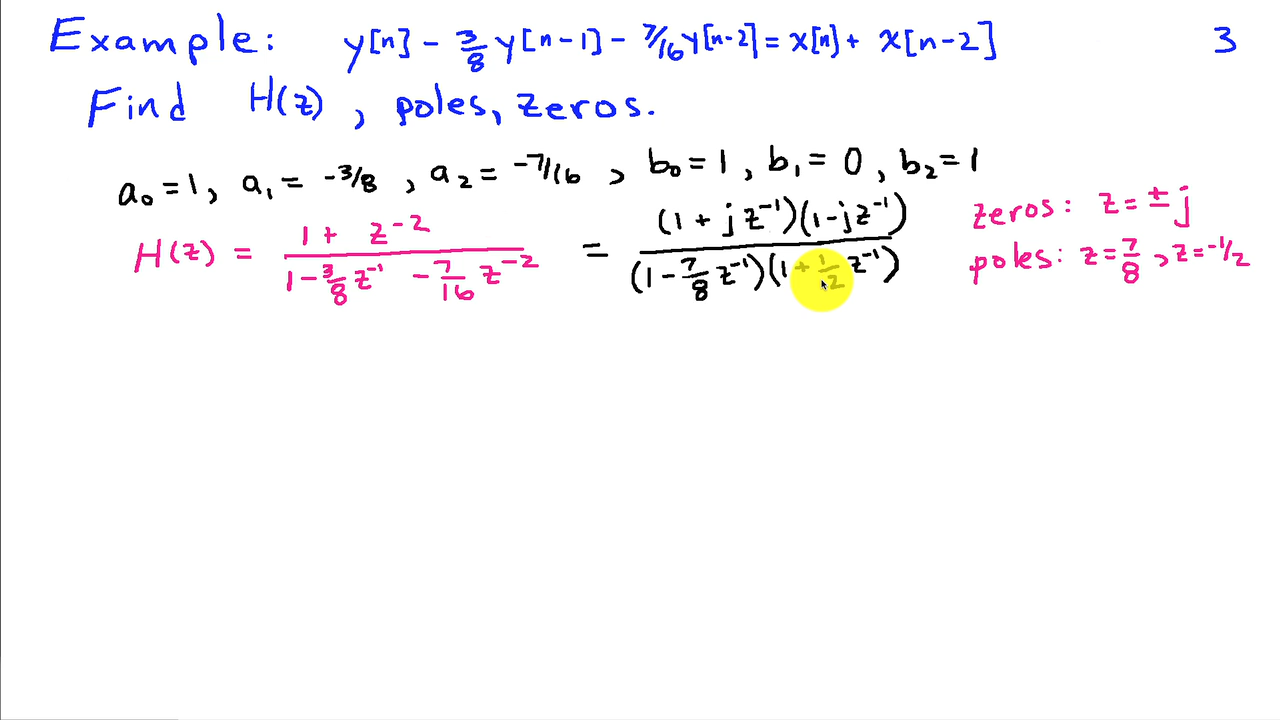 Example: y[n] - 3/8 y[n-1] - 7/16 y[n-2] = x[n] + x[n-2] 3
Find H(z), poles, zeros.
a₀=1, a₁= -3/8, a₂= -7/16, b₀=1, b₁=0, b₂=1
H(z) = (1 + z⁻²)/(1 - 3/8 z⁻¹ - 7/16 z⁻²) = ((1 + jz⁻¹)(1-jz⁻¹))/((1 - 7/8 z⁻¹)(1 + 1/2 z⁻¹))
zeros: z = ±j
poles: z = 7/8, z = -1/2